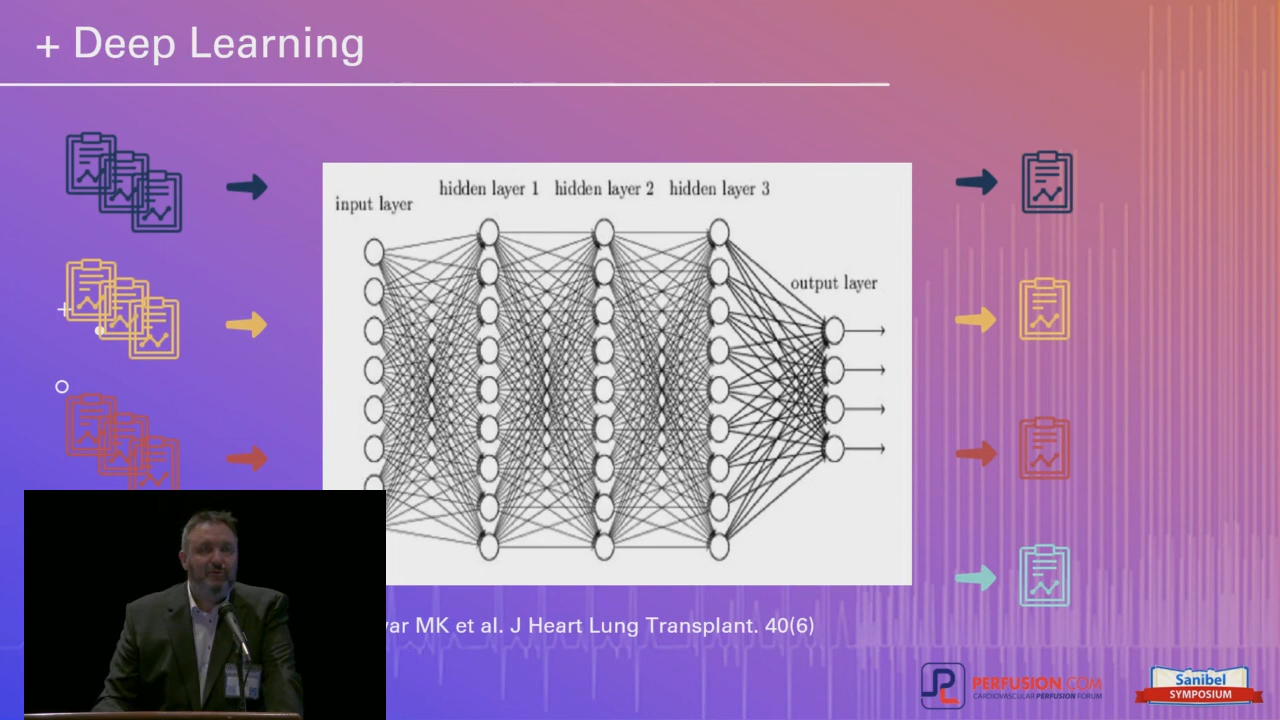 + Deep Learning
hidden layer 1 hidden layer 2 hidden layer 3
input layer
output layer
MK et al. J Heart Lung Transplant. 40(6)
PERFUSION.COM
CARDIOVASCULAR PERFUSION FORUM
Sanibel
SYMPOSIUM